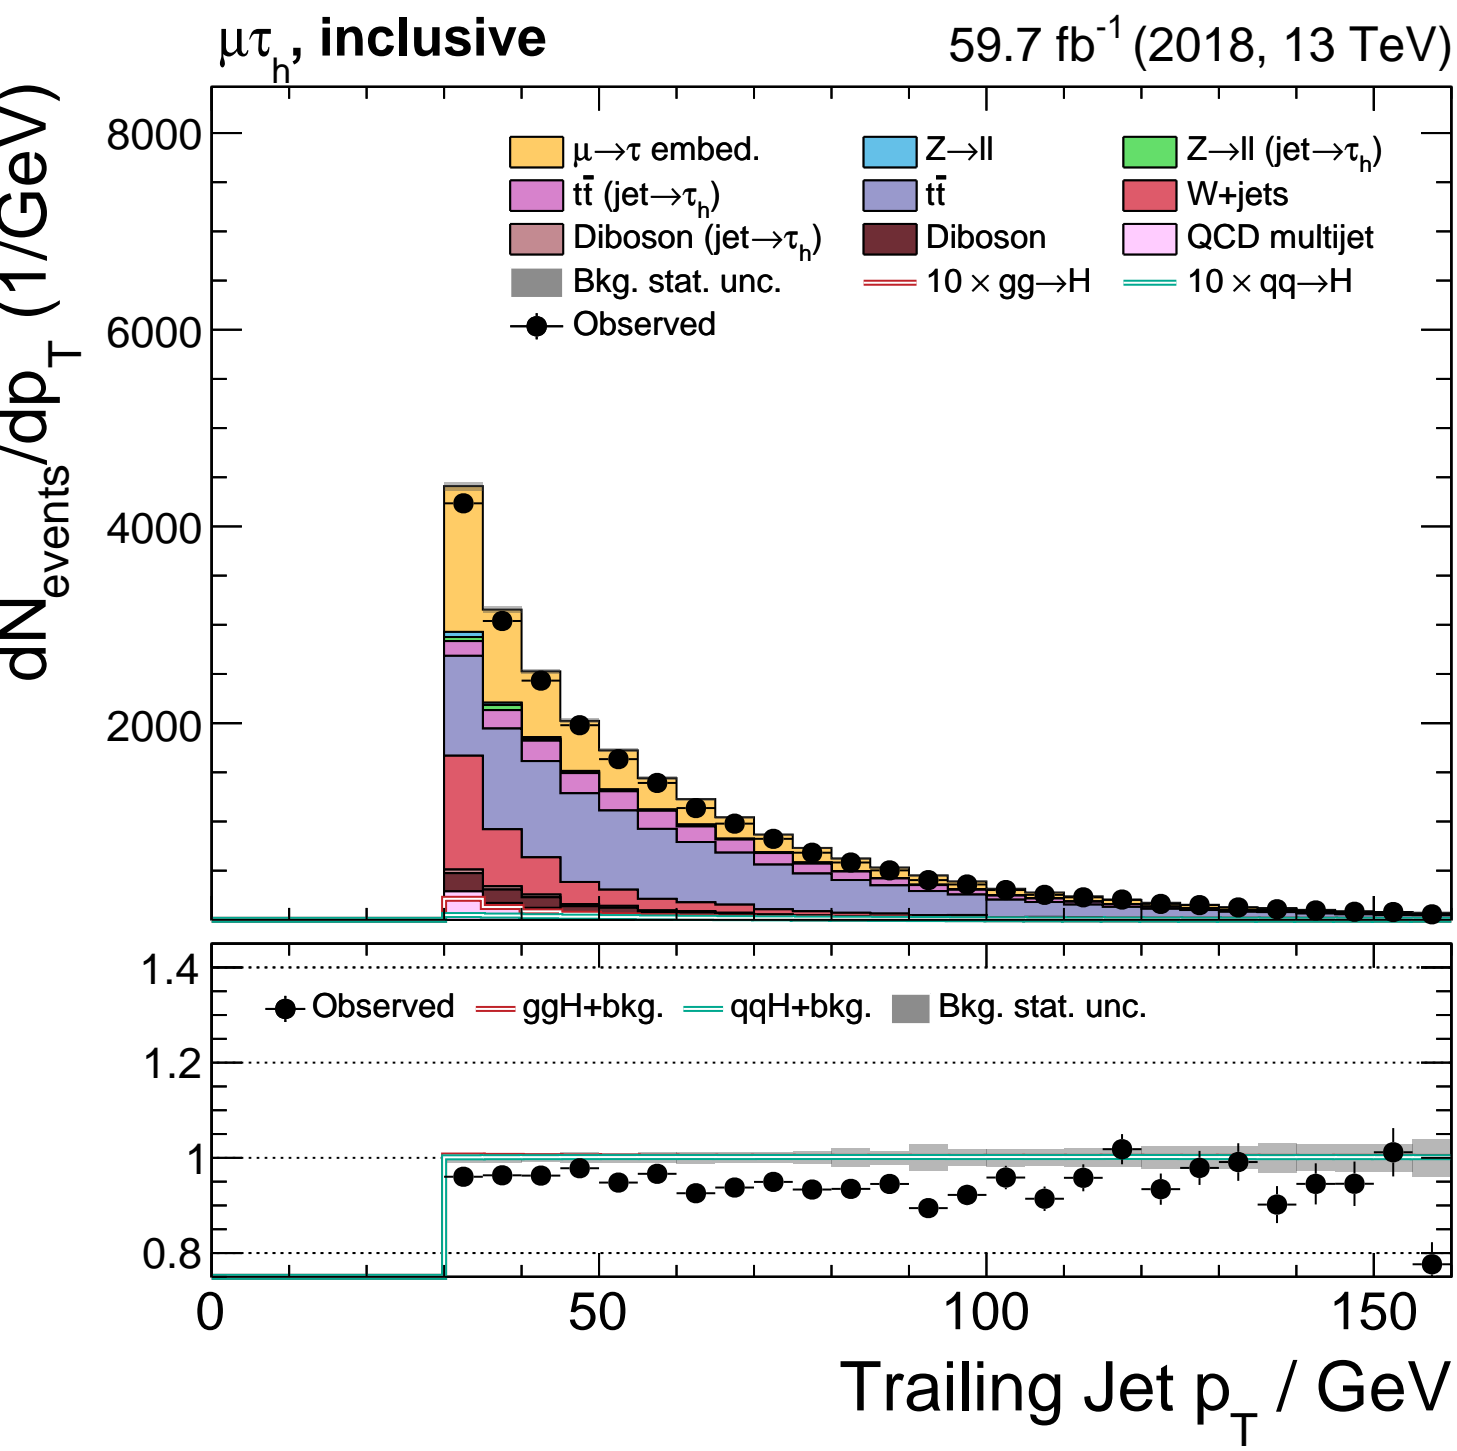 μτh, inclusive 59.7 fb-1 (2018, 13 TeV)
dNevents/dpT (1/GeV)
8000
6000
4000
2000
μ→τ embed. Z→ll Z→ll (jet→τh)
tt̄ (jet→τh) tt̄ W+jets
Diboson (jet→τh) Diboson QCD multijet
Bkg. stat. unc. 10 × gg→H 10 × qq→H
Observed
1.4
1.2
1
0.8
Observed ggH+bkg. qqH+bkg. Bkg. stat. unc.
0 50 100 150
Trailing Jet pT / GeV